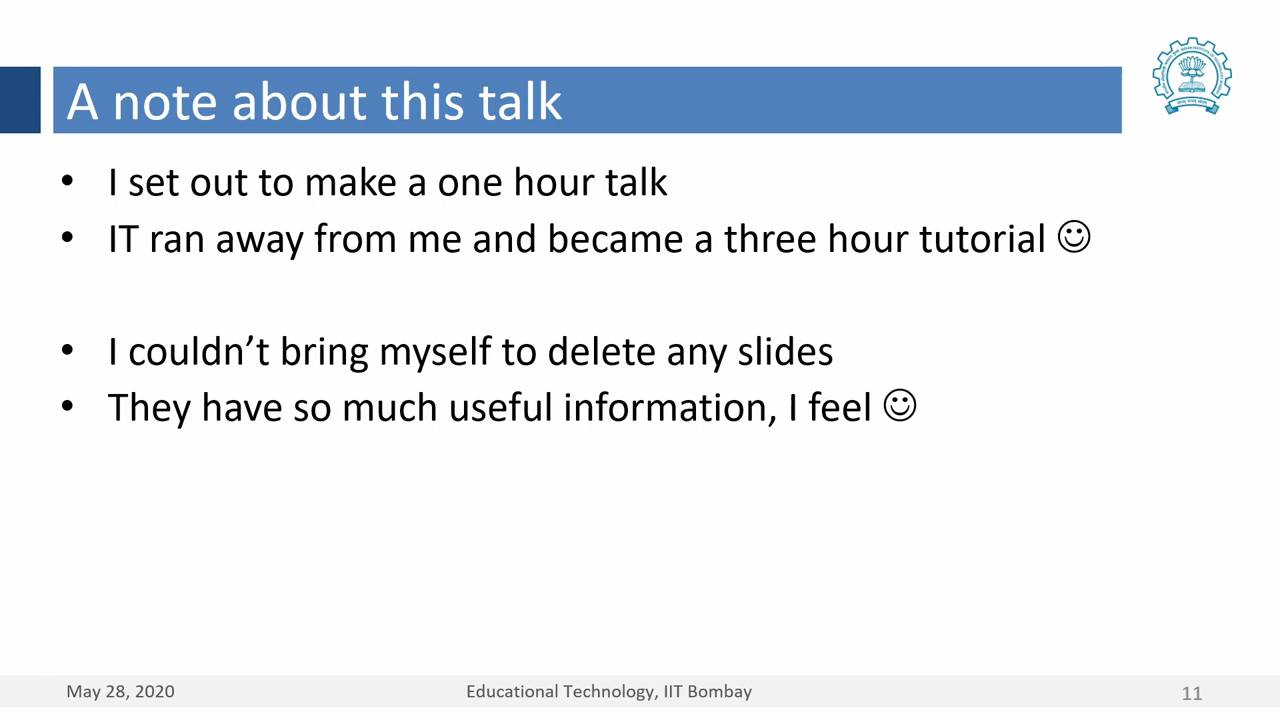 A note about this talk
• I set out to make a one hour talk
• IT ran away from me and became a three hour tutorial ☺
• I couldn’t bring myself to delete any slides
• They have so much useful information, I feel ☺
May 28, 2020
Educational Technology, IIT Bombay
11